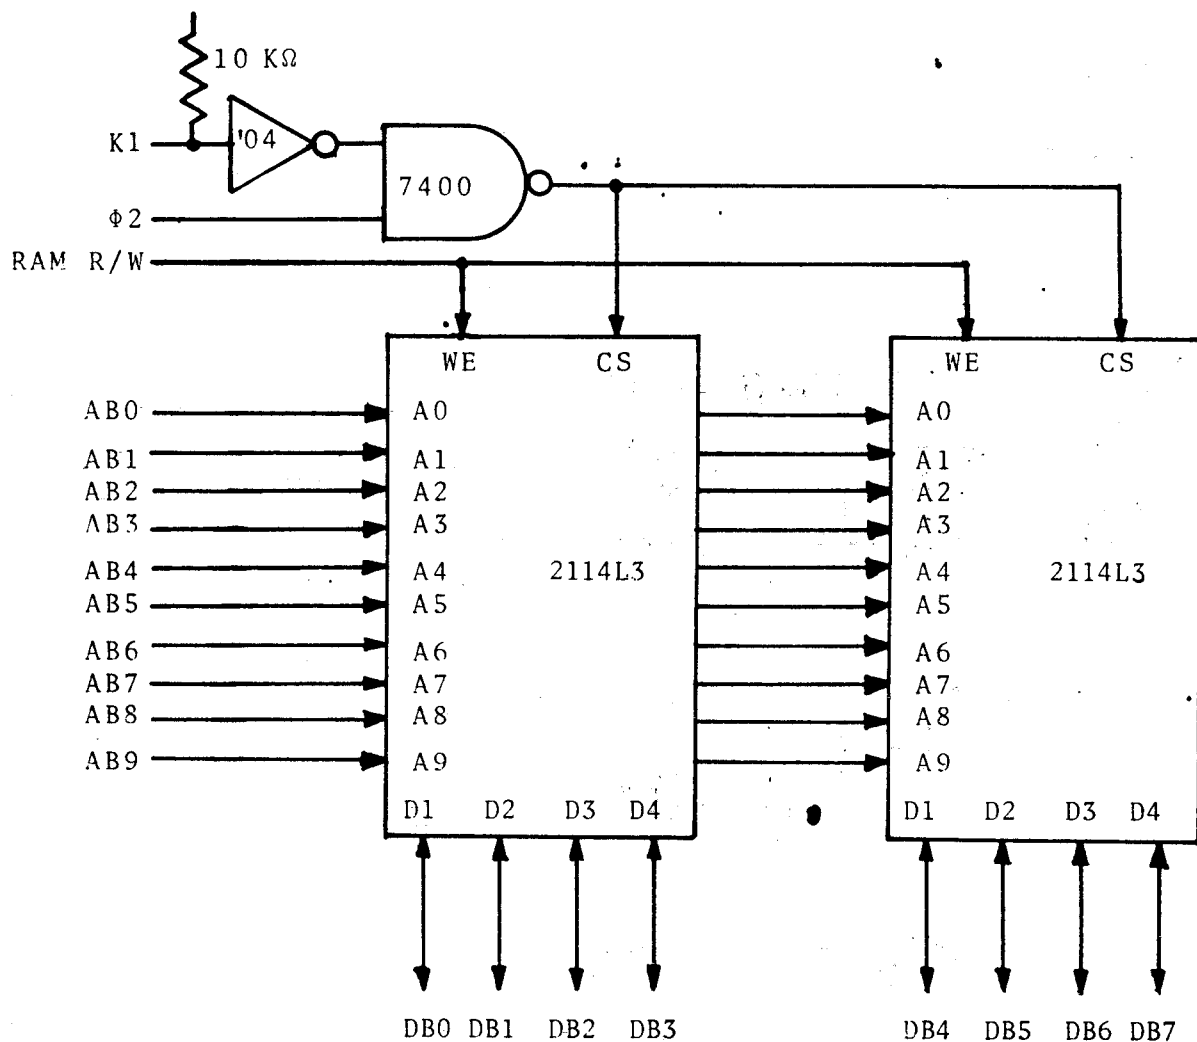 10 KΩ
K1
'04
7400
Φ2
RAM R/W
WE CS WE CS
AB0 A0 A0
AB1 A1 A1
AB2 A2 A2
AB3 A3 A3
AB4 A4 2114L3 A4 2114L3
AB5 A5 A5
AB6 A6 A6
AB7 A7 A7
AB8 A8 A8
AB9 A9 A9
D1 D2 D3 D4 D1 D2 D3 D4
DB0 DB1 DB2 DB3 DB4 DB5 DB6 DB7